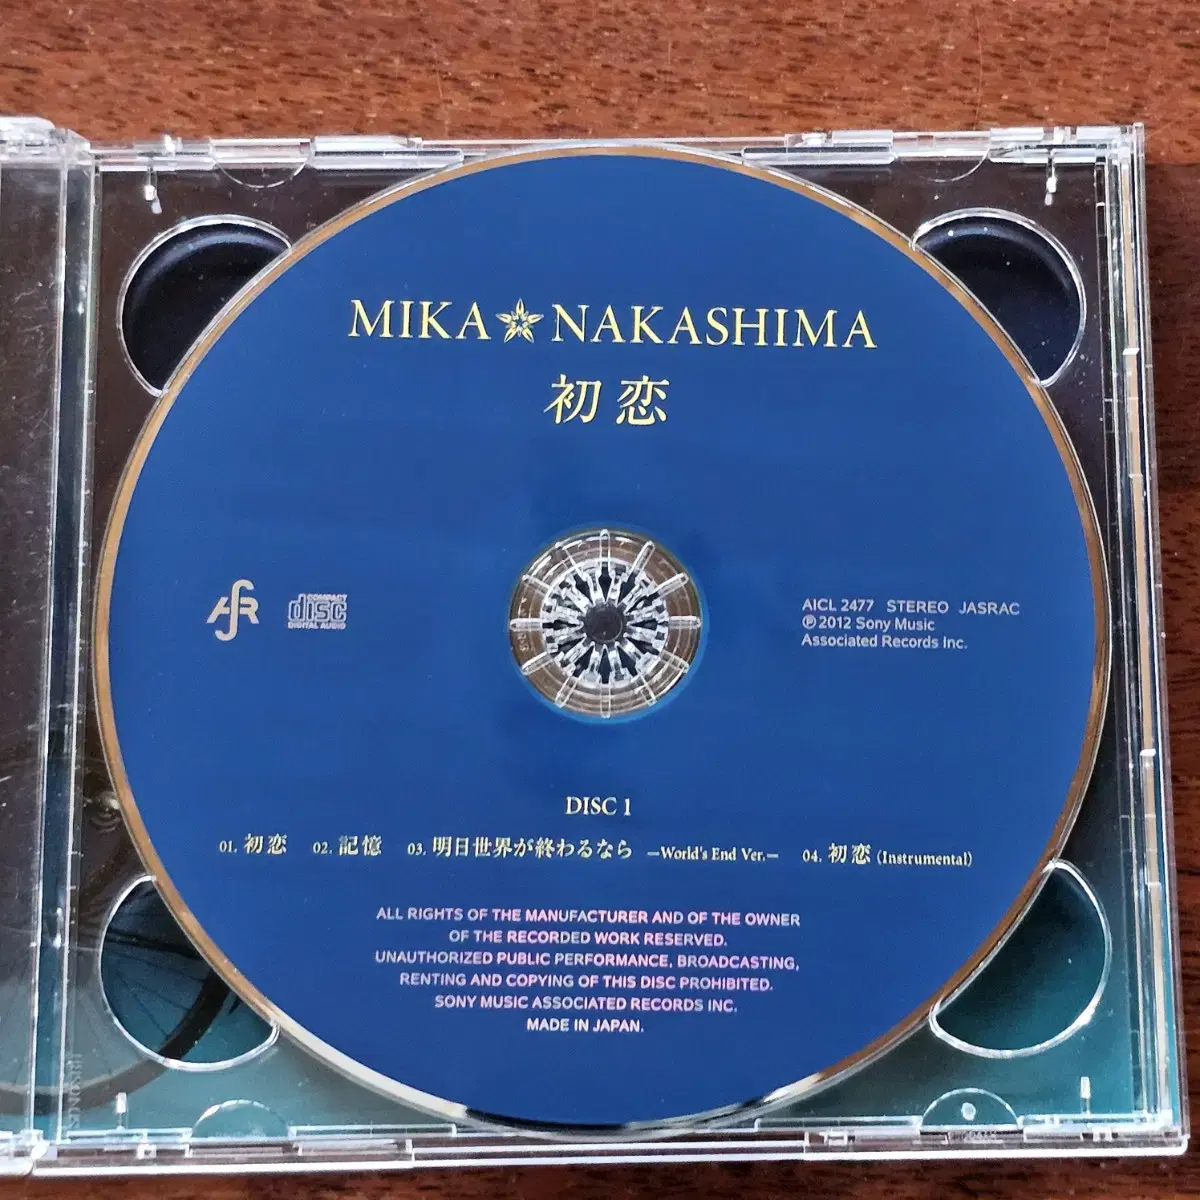 MIKA★NAKASHIMA
初恋
AICL 2477 STEREO JASRAC
℗2012 Sony Music
Associated Records Inc.
COMPACT
disc
DIGITAL AUDIO
DISC 1
01. 初恋 02. 記憶 03. 明日世界が終わるなら —World's End Ver.— 04. 初恋 (Instrumental)
ALL RIGHTS OF THE MANUFACTURER AND OF THE OWNER
OF THE RECORDED WORK RESERVED.
UNAUTHORIZED PUBLIC PERFORMANCE, BROADCASTING,
RENTING AND COPYING OF THIS DISC PROHIBITED.
SONY MUSIC ASSOCIATED RECORDS INC.
MADE IN JAPAN.